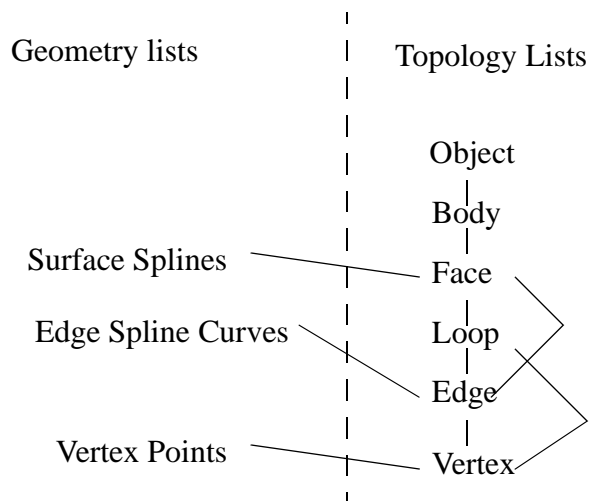 Geometry lists
Topology Lists
Object
Body
Surface Splines
Face
Edge Spline Curves
Loop
Edge
Vertex Points
Vertex